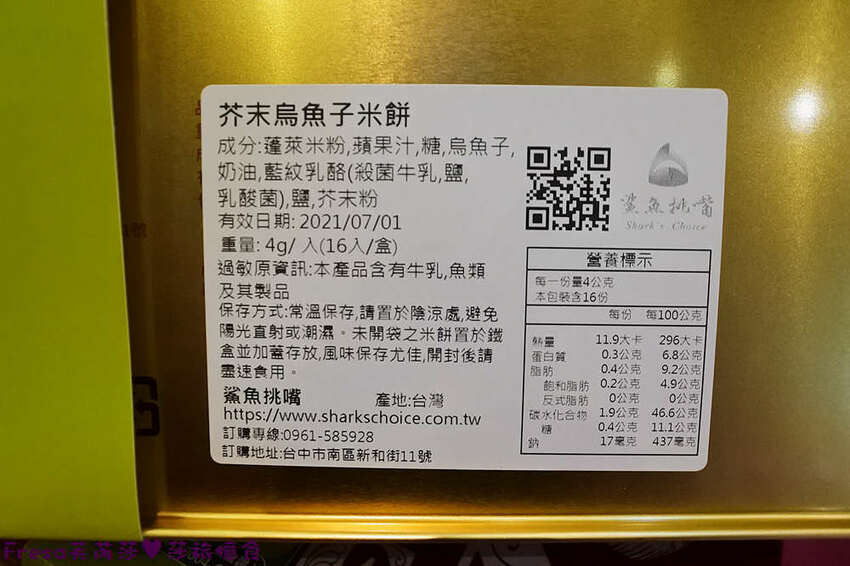 芥末烏魚子米餅
成分:蓬萊米粉,蘋果汁,糖,烏魚子,
奶油,藍紋乳酪(殺菌牛乳,鹽,
乳酸菌),鹽,芥末粉
有效日期: 2021/07/01
重量: 4g/ 入(16入/盒)
過敏原資訊:本產品含有牛乳,魚類
及其製品
保存方式:常溫保存,請置於陰涼處,避免
陽光直射或潮濕。未開袋之米餅置於鐵
盒並加蓋存放,風味保存尤佳,開封後請
盡速食用。
鯊魚挑嘴 產地:台灣
https://www.sharkschoice.com.tw
訂購專線:0961-585928
訂購地址:台中市南區新和街11號
鯊魚挑嘴
Shark's Choice
營養標示
每一份量4公克
本包裝含16份
每份 每100公克
熱量 11.9大卡 296大卡
蛋白質 0.3公克 6.8公克
脂肪 0.4公克 9.2公克
飽和脂肪 0.2公克 4.9公克
反式脂肪 0公克 0公克
碳水化合物 1.9公克 46.6公克
糖 0.4公克 11.1公克
鈉 17毫克 437毫克